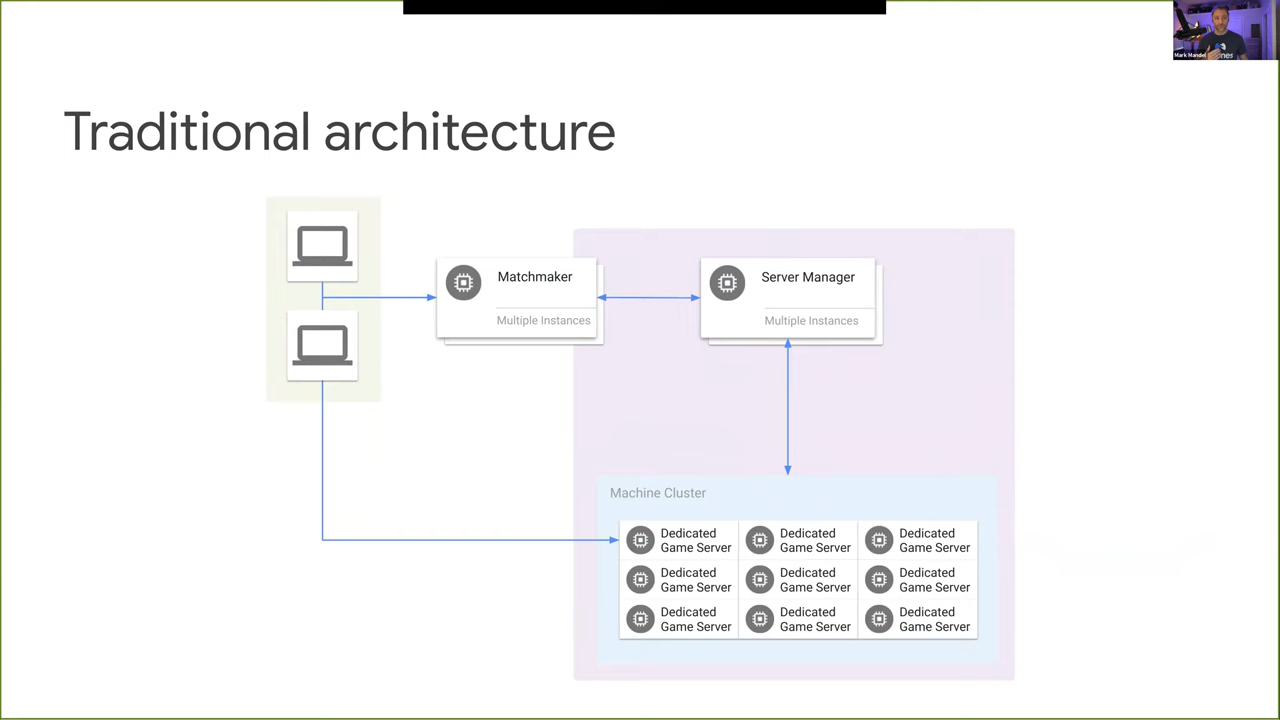 Mark Mandel
Traditional architecture
Matchmaker
Multiple Instances
Server Manager
Multiple Instances
Machine Cluster
Dedicated
Game Server
Dedicated
Game Server
Dedicated
Game Server
Dedicated
Game Server
Dedicated
Game Server
Dedicated
Game Server
Dedicated
Game Server
Dedicated
Game Server
Dedicated
Game Server